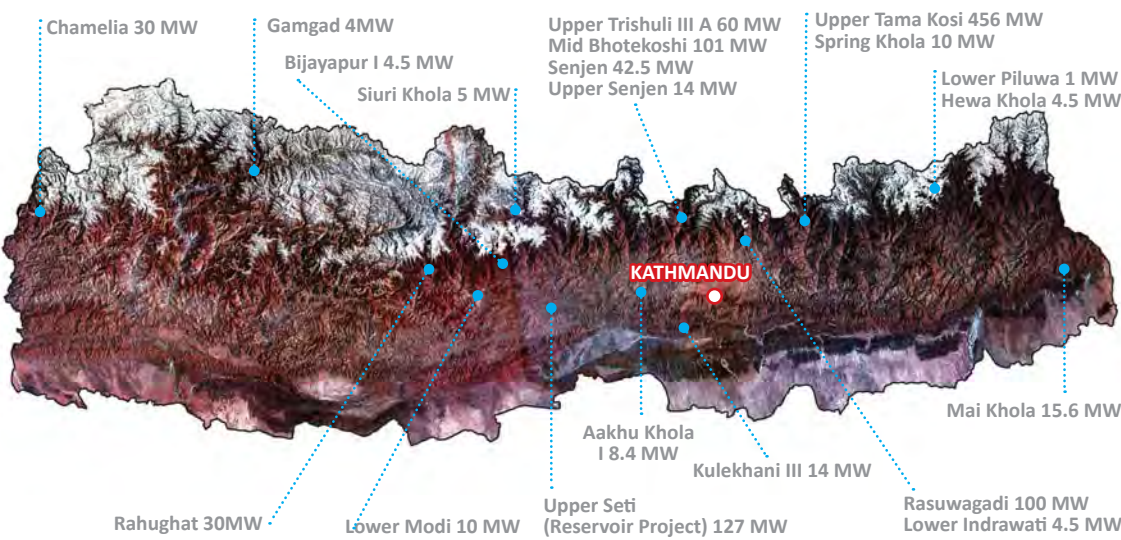 Chamelia 30 MW
Gamgad 4MW
Bijayapur I 4.5 MW
Siuri Khola 5 MW
Upper Trishuli III A 60 MW
Mid Bhotekoshi 101 MW
Senjen 42.5 MW
Upper Senjen 14 MW
Upper Tama Kosi 456 MW
Spring Khola 10 MW
Lower Piluwa 1 MW
Hewa Khola 4.5 MW
KATHMANDU
Mai Khola 15.6 MW
Aakhu Khola
I 8.4 MW
Kulekhani III 14 MW
Rahughat 30MW
Lower Modi 10 MW
Upper Seti
(Reservoir Project) 127 MW
Rasuwagadi 100 MW
Lower Indrawati 4.5 MW